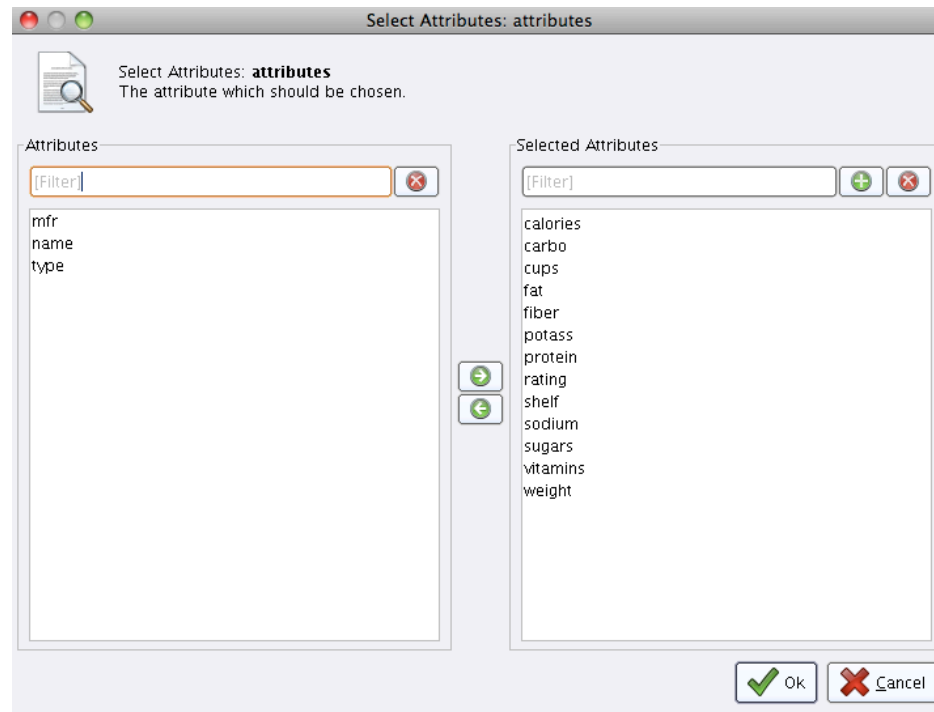 Select Attributes: attributes
Select Attributes: attributes
The attribute which should be chosen.
Attributes
[Filter]
mfr
name
type
Selected Attributes
[Filter]
calories
carbo
cups
fat
fiber
potass
protein
rating
shelf
sodium
sugars
vitamins
weight
Ok
Cancel